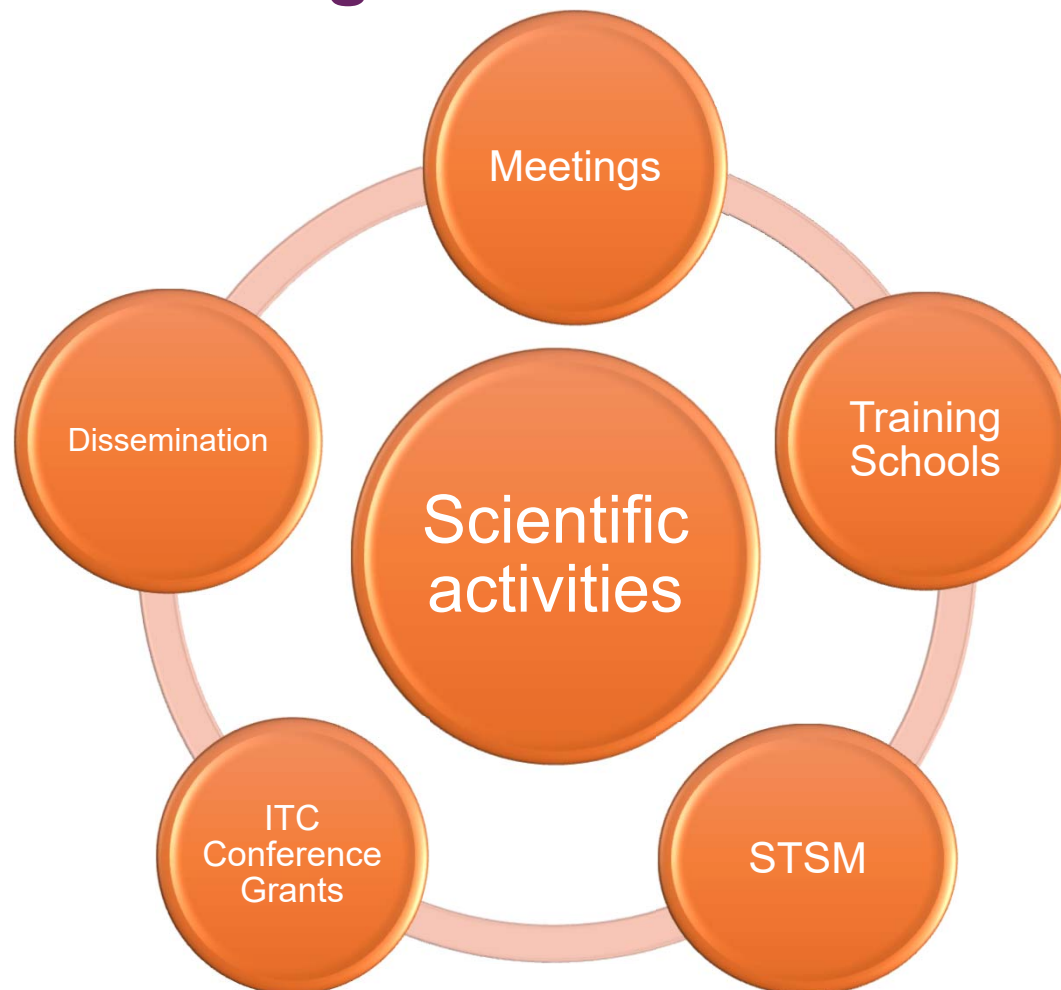 Meetings
Training
Schools
Dissemination
Scientific
activities
ITC
Conference
Grants
STSM